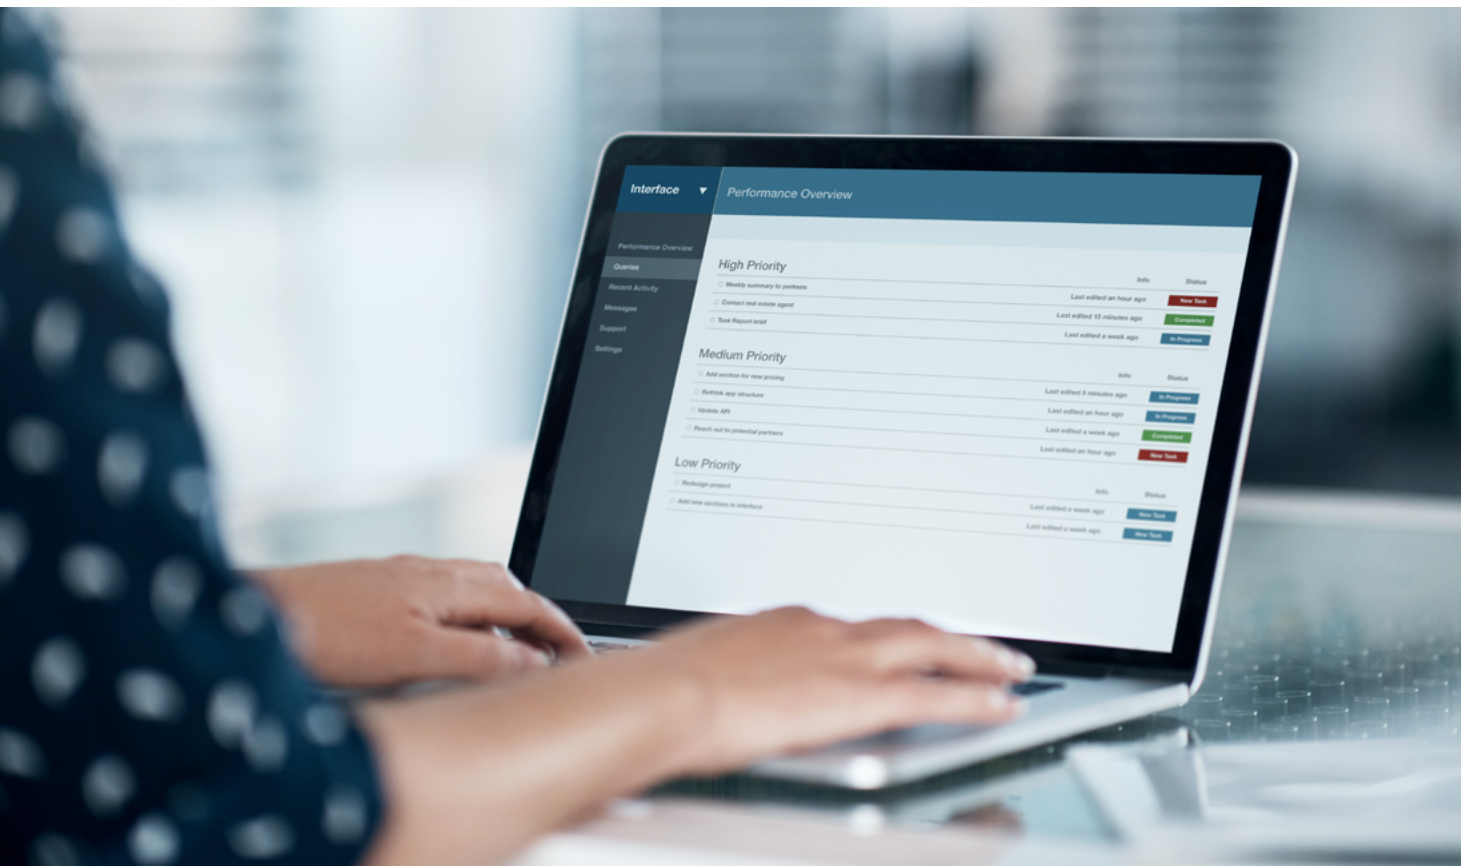 Interface ▼
Performance Overview
Performance Overview
Queries
Recent Activity
Messages
Support
Settings
High Priority Info Status
Weekly summary to partners Last edited an hour ago New Task
Contact real estate agent Last edited 15 minutes ago Completed
Task Report brief Last edited a week ago In Progress
Medium Priority Info Status
Add section for new pricing Last edited 5 minutes ago In Progress
Rethink app structure Last edited an hour ago In Progress
Update API Last edited a week ago Completed
Reach out to potential partners Last edited an hour ago New Task
Low Priority Info Status
Redesign project Last edited a week ago New Task
Add new sections in interface Last edited a week ago New Task